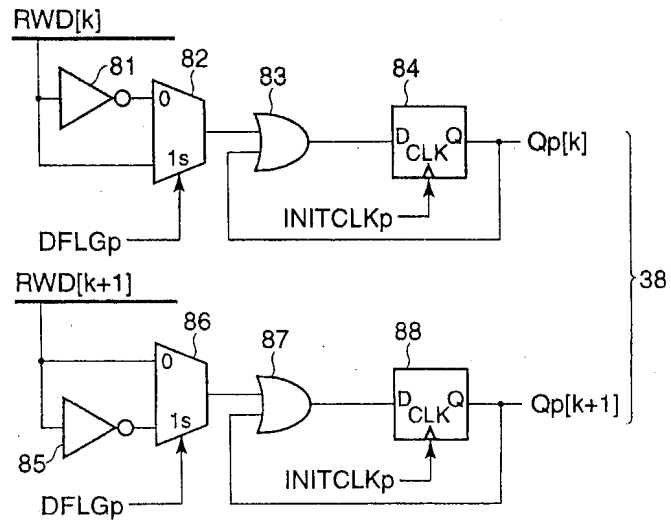 RWD[k]
81
82
83
84
0
1s
D
CLK
Q
Qp[k]
INITCLKp
DFLGp
38
RWD[k+1]
86
87
88
0
1s
D
CLK
Q
Qp[k+1]
85
INITCLKp
DFLGp